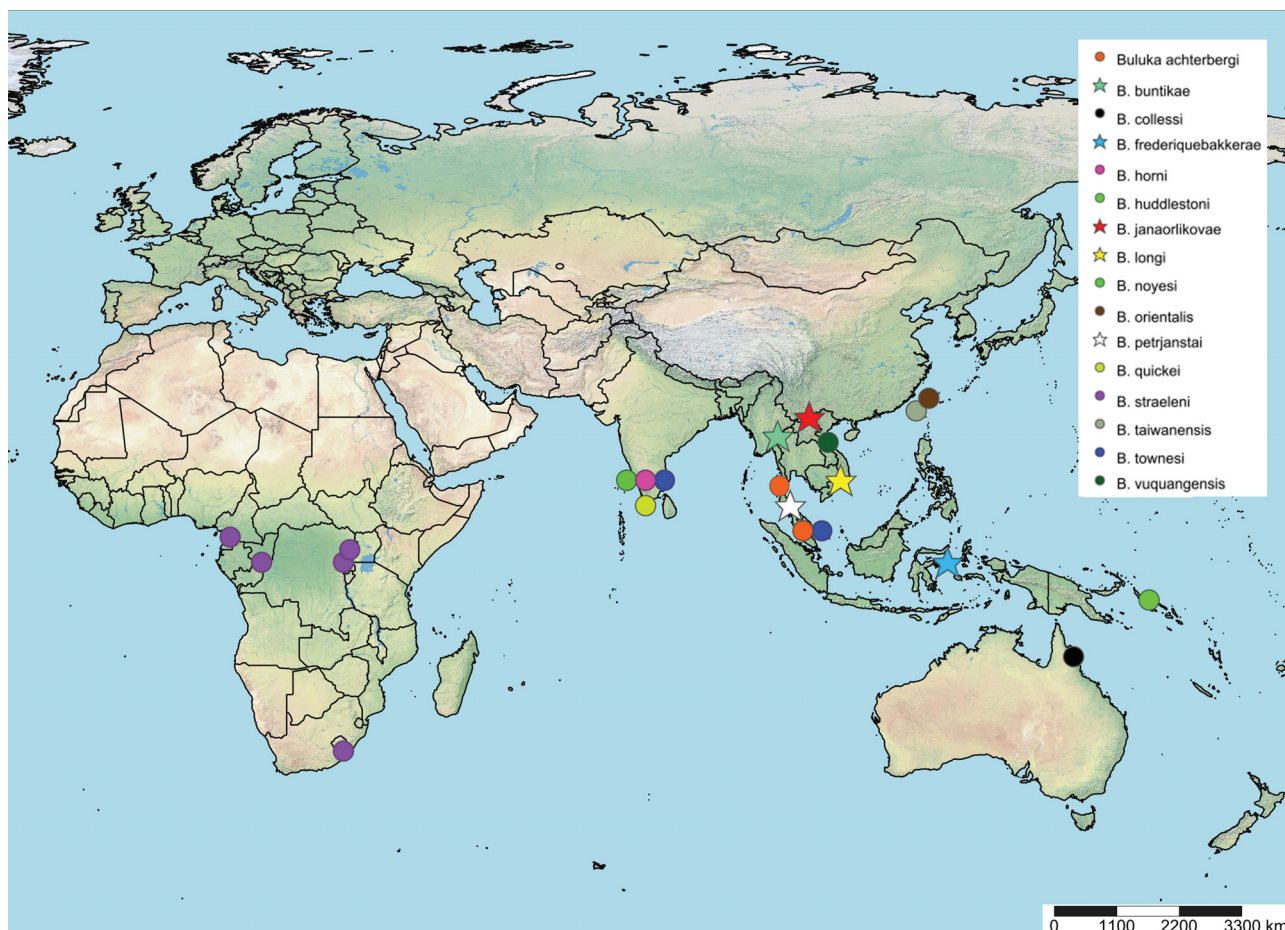 Buluka achterbergi
B. buntikae
B. collessi
B. frederiquebakkerae
B. horni
B. huddlestoni
B. janaorlikovae
B. longi
B. noyesi
B. orientalis
B. petrjanstai
B. quickei
B. straeleni
B. taiwanensis
B. townesi
B. vuquangensis
0 1100 2200 3300 km